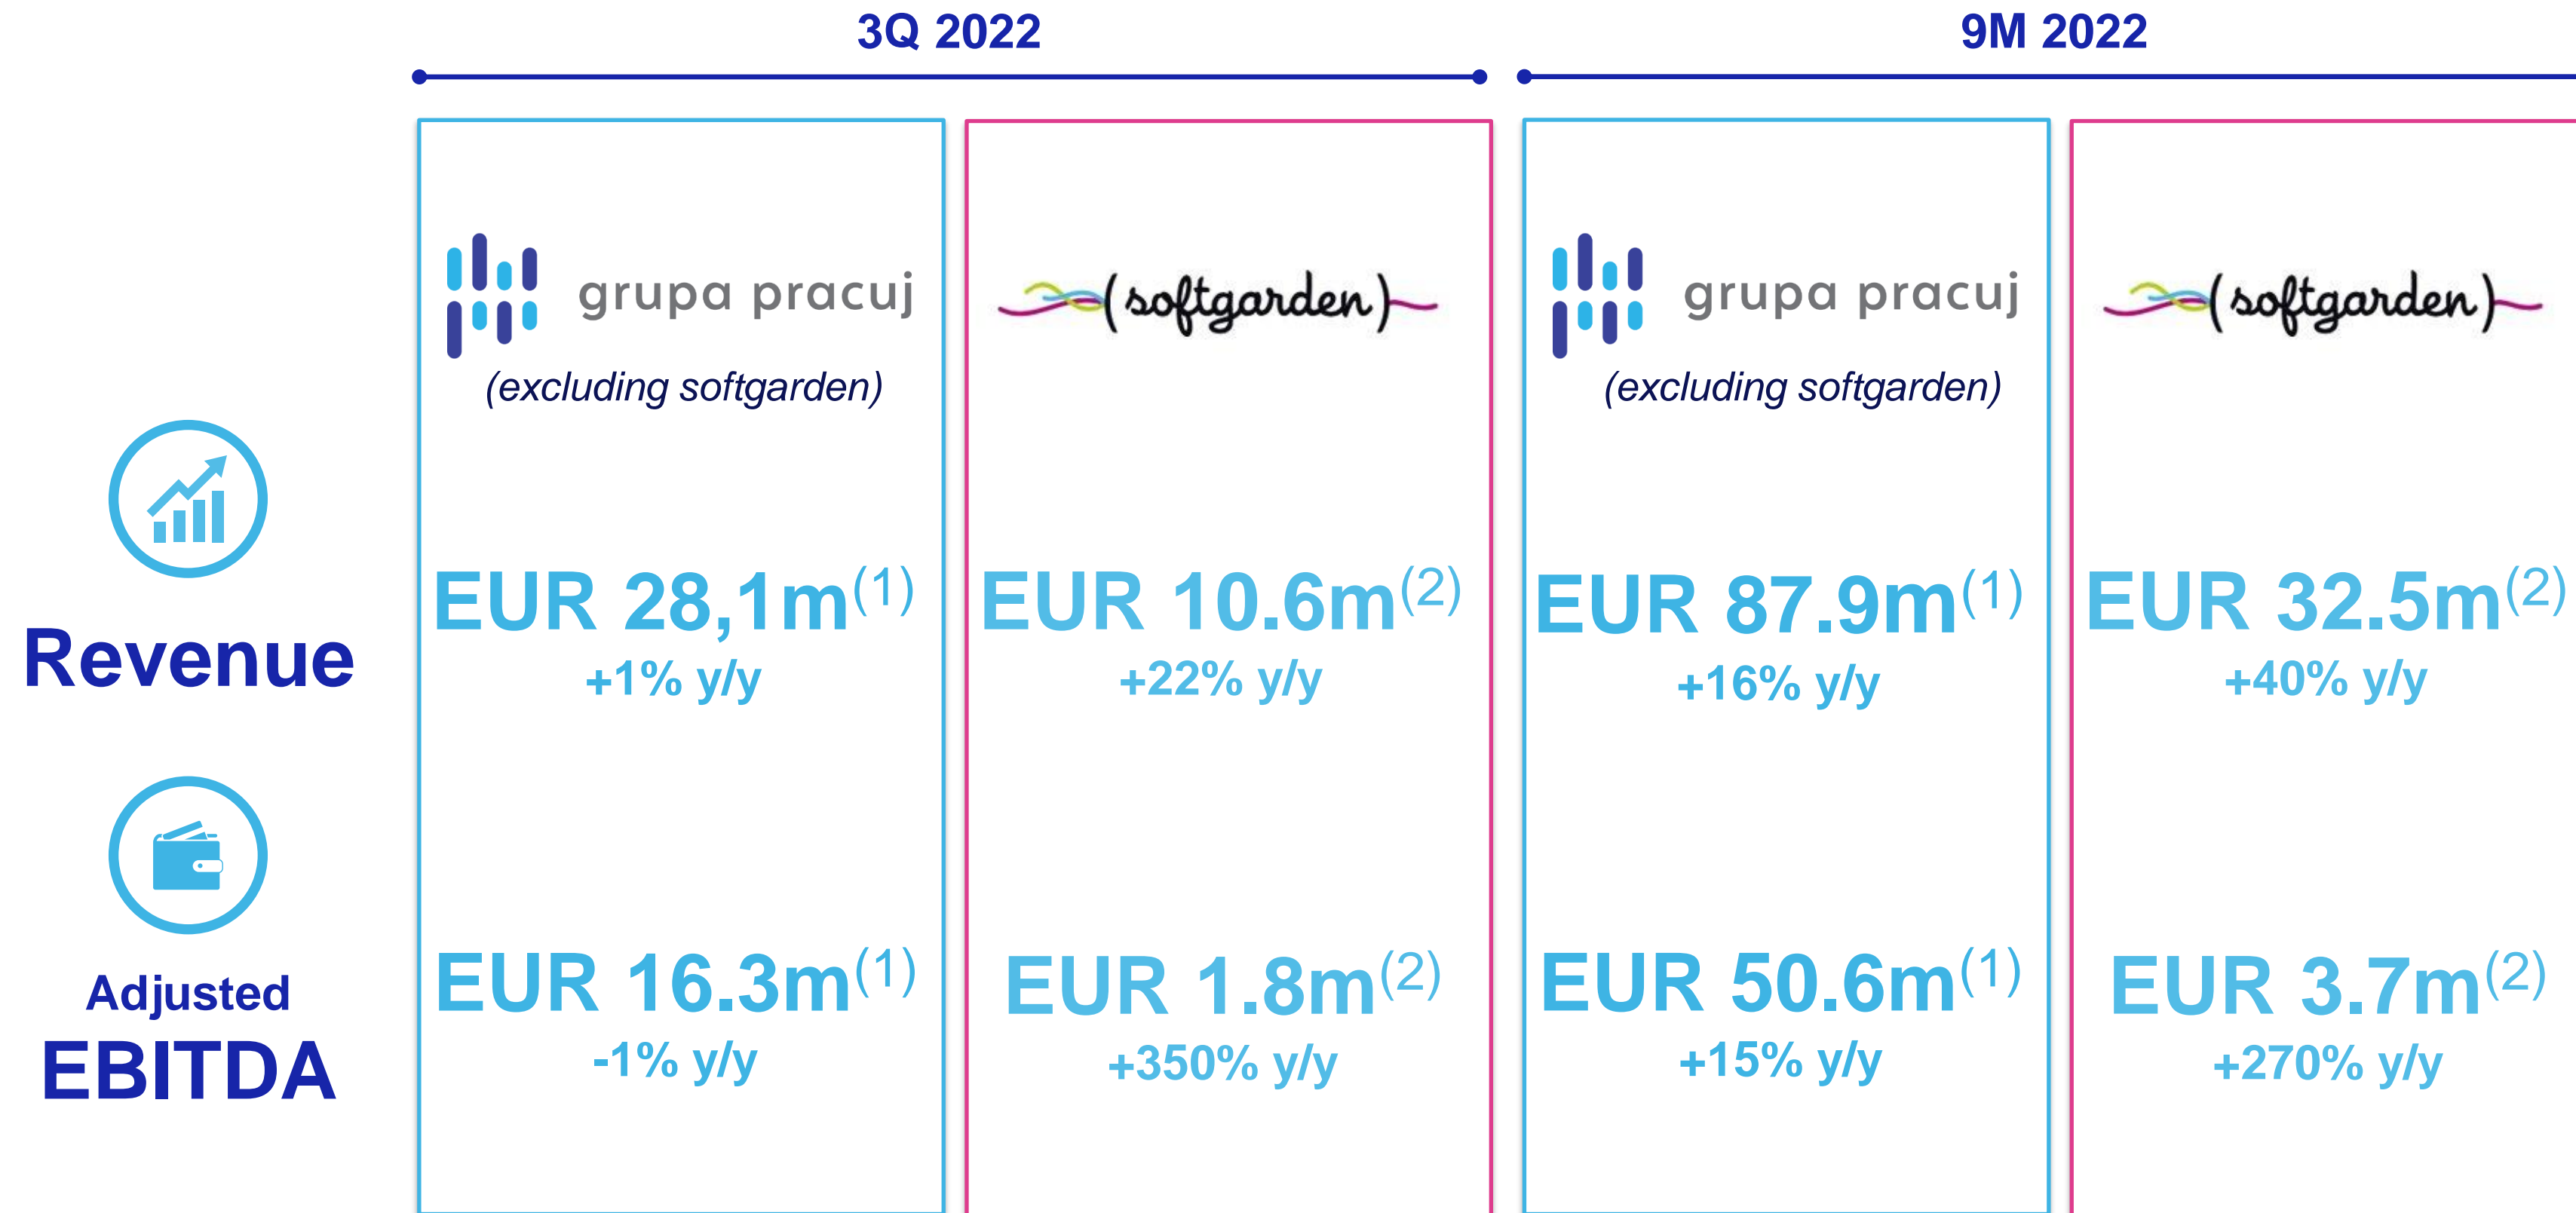 3Q 2022
9M 2022
grupa pracuj
(excluding softgarden)
(softgarden)
grupa pracuj
(excluding softgarden)
(softgarden)
Revenue
EUR 28,1m(1)
+1% y/y
EUR 10.6m(2)
+22% y/y
EUR 87.9m(1)
+16% y/y
EUR 32.5m(2)
+40% y/y
Adjusted
EBITDA
EUR 16.3m(1)
-1% y/y
EUR 1.8m(2)
+350% y/y
EUR 50.6m(1)
+15% y/y
EUR 3.7m(2)
+270% y/y